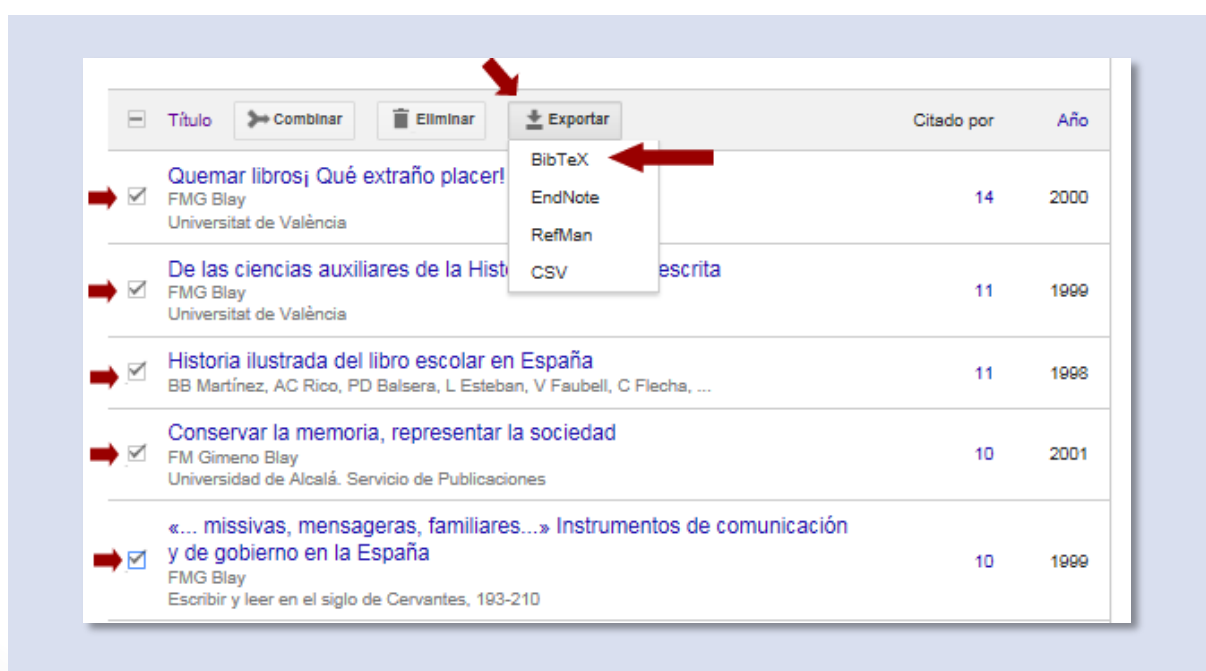 Título Combinar Eliminar Exportar Citado por Año
BibTeX
EndNote
RefMan
CSV
Quemar libros¡ Qué extraño placer! 14 2000
FMG Blay
Universitat de València
De las ciencias auxiliares de la Hist escrita 11 1999
FMG Blay
Universitat de València
Historia ilustrada del libro escolar en España 11 1998
BB Martínez, AC Rico, PD Balsera, L Esteban, V Faubell, C Flecha, ...
Conservar la memoria, representar la sociedad 10 2001
FM Gimeno Blay
Universidad de Alcalá. Servicio de Publicaciones
«... missivas, mensageras, familiares...» Instrumentos de comunicación
y de gobierno en la España 10 1999
FMG Blay
Escribir y leer en el siglo de Cervantes, 193-210